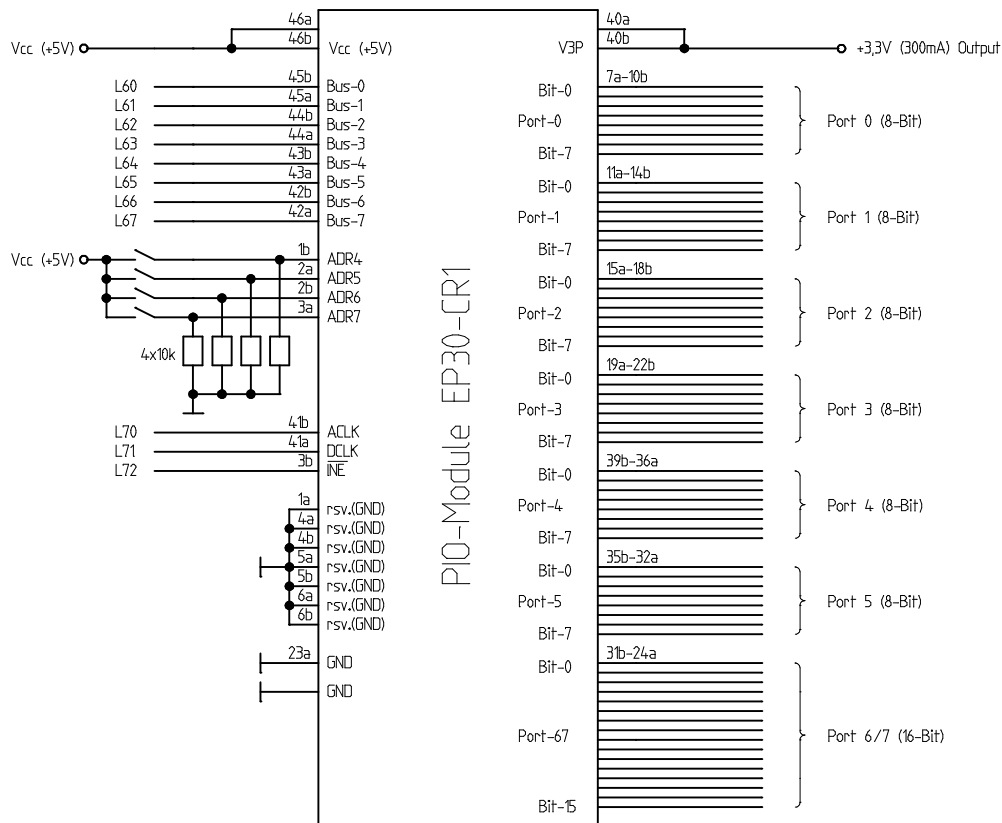 46a
46b
Vcc (+5V)
Vcc (+5V)
40a
40b
V3P
+3,3V (300mA) Output
L60
45b
Bus-0
L61
45a
Bus-1
L62
44b
Bus-2
L63
44a
Bus-3
L64
43b
Bus-4
L65
43a
Bus-5
L66
42b
Bus-6
L67
42a
Bus-7
Vcc (+5V)
1b
ADR4
2a
ADR5
2b
ADR6
3a
ADR7
4x10k
L70
41b
ACLK
L71
41a
DCLK
L72
3b
INE
1a
rsv.(GND)
4a
rsv.(GND)
4b
rsv.(GND)
5a
rsv.(GND)
5b
rsv.(GND)
6a
rsv.(GND)
6b
rsv.(GND)
23a
GND
GND
PIO-Module EP30-CR1
7a-10b
Bit-0
Port-0
Bit-7
Port 0 (8-Bit)
11a-14b
Bit-0
Port-1
Bit-7
Port 1 (8-Bit)
15a-18b
Bit-0
Port-2
Bit-7
Port 2 (8-Bit)
19a-22b
Bit-0
Port-3
Bit-7
Port 3 (8-Bit)
39b-36a
Bit-0
Port-4
Bit-7
Port 4 (8-Bit)
35b-32a
Bit-0
Port-5
Bit-7
Port 5 (8-Bit)
31b-24a
Bit-0
Port-67
Bit-15
Port 6/7 (16-Bit)